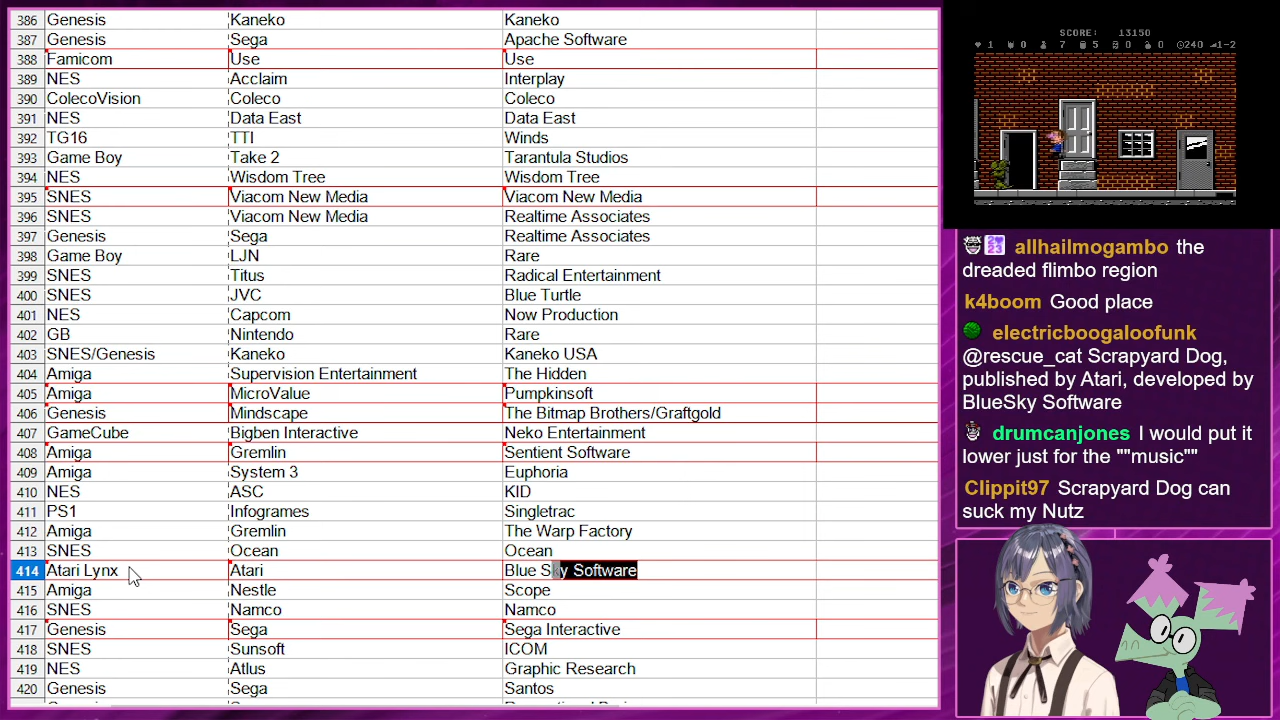 386 Genesis Kaneko Kaneko
387 Genesis Sega Apache Software
388 Famicom Use Use
389 NES Acclaim Interplay
390 ColecoVision Coleco Coleco
391 NES Data East Data East
392 TG16 TTI Winds
393 Game Boy Take 2 Tarantula Studios
394 NES Wisdom Tree Wisdom Tree
395 SNES Viacom New Media Viacom New Media
396 SNES Viacom New Media Realtime Associates
397 Genesis Sega Realtime Associates
398 Game Boy LJN Rare
399 SNES Titus Radical Entertainment
400 SNES JVC Blue Turtle
401 NES Capcom Now Production
402 GB Nintendo Rare
403 SNES/Genesis Kaneko Kaneko USA
404 Amiga Supervision Entertainment The Hidden
405 Amiga MicroValue Pumpkinsoft
406 Genesis Mindscape The Bitmap Brothers/Graftgold
407 GameCube Bigben Interactive Neko Entertainment
408 Amiga Gremlin Sentient Software
409 Amiga System 3 Euphoria
410 NES ASC KID
411 PS1 Infogrames Singletrac
412 Amiga Gremlin The Warp Factory
413 SNES Ocean Ocean
414 Atari Lynx Atari Blue Sky Software
415 Amiga Nestle Scope
416 SNES Namco Namco
417 Genesis Sega Sega Interactive
418 SNES Sunsoft ICOM
419 NES Atlus Graphic Research
420 Genesis Sega Santos
SCORE: 13150
1 0 7 5 0 0 240 1-2
allhailmogambo the
dreaded flimbo region
k4boom Good place
electricboogaloofunk
@rescue_cat Scrapyard Dog,
published by Atari, developed by
BlueSky Software
drumcanjones I would put it
lower just for the ""music""
Clippit97 Scrapyard Dog can
suck my Nutz